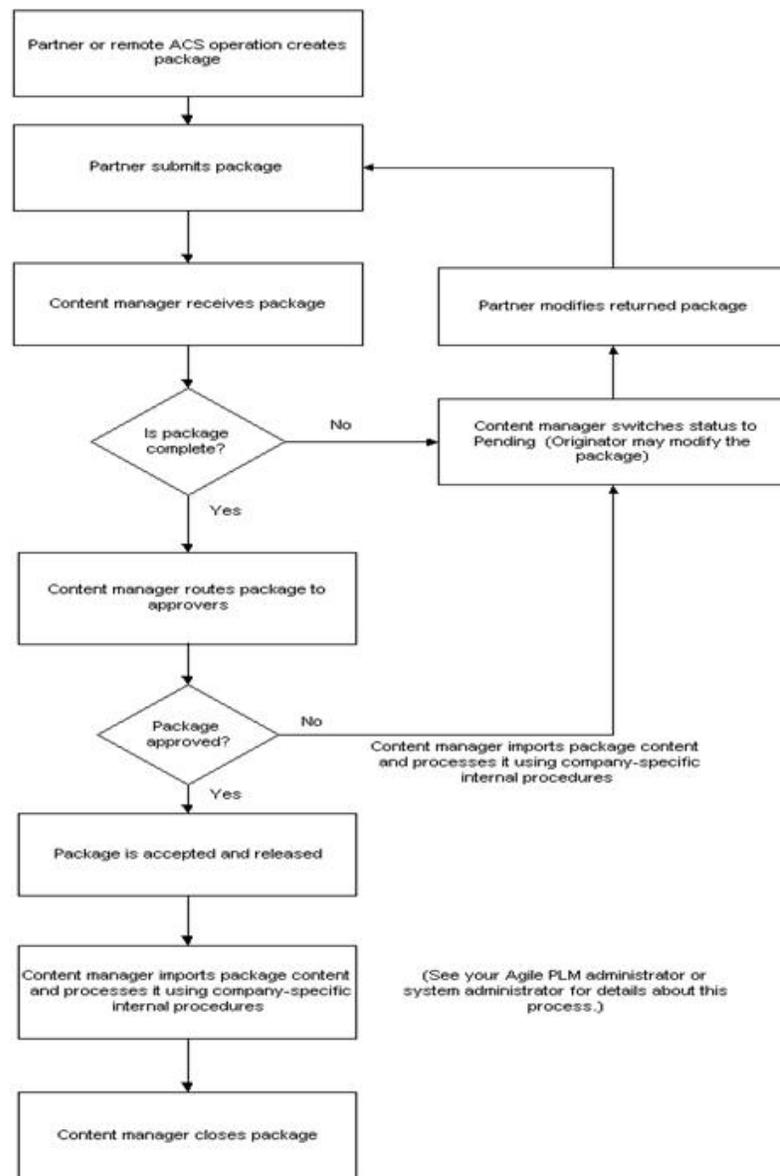 Partner or remote ACS operation creates
package
Partner submits package
Content manager receives package
Partner modifies returned package
Is package
complete?
No
Content manager switches status to
Pending (Originator may modify the
package)
Yes
Content manager routes package to
approvers
Package
approved?
No
Content manager imports package content
and processes it using company-specific
internal procedures
Yes
Package is accepted and released
Content manager imports package content
and processes it using company-specific
internal procedures
(See your Agile PLM administrator or
system administrator for details about this
process.)
Content manager closes package